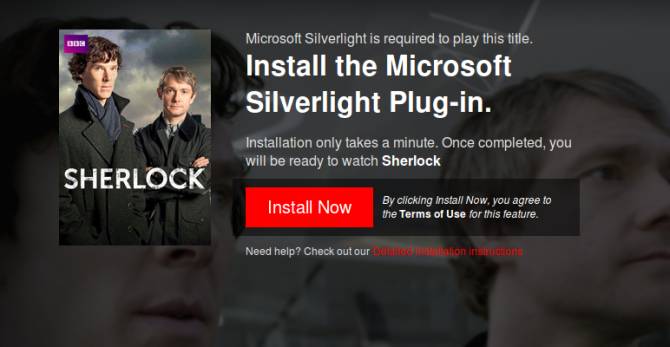 BBC
SHERLOCK
Microsoft Silverlight is required to play this title.
Install the Microsoft
Silverlight Plug-in.
Installation only takes a minute. Once completed, you
will be ready to watch Sherlock
Install Now
By clicking Install Now, you agree to
the Terms of Use for this feature.
Need help? Check out our Detailed installation instructions